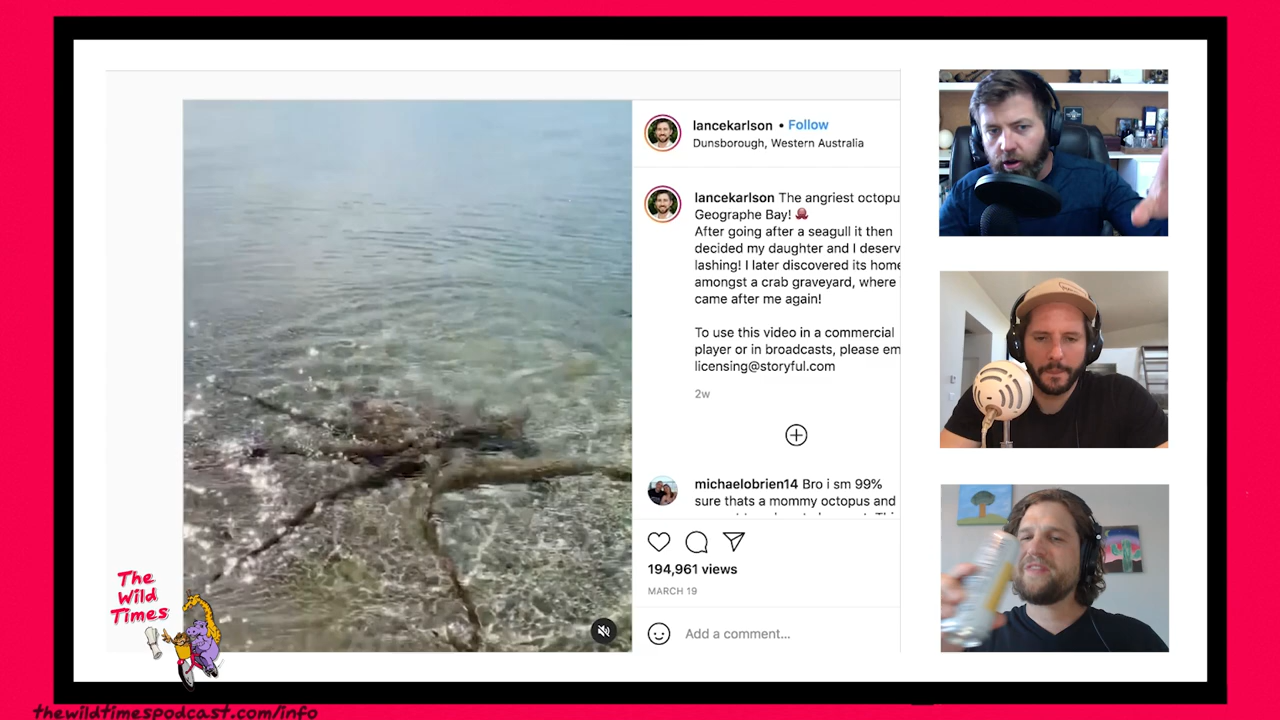 lancekarlson • Follow
Dunsborough, Western Australia
lancekarlson The angriest octopu
Geographe Bay! 🐙
After going after a seagull it then
decided my daughter and I deserv
lashing! I later discovered its home
amongst a crab graveyard, where
came after me again!
To use this video in a commercial
player or in broadcasts, please em
licensing@storyful.com
2w
michaelobrien14 Bro i sm 99%
sure thats a mommy octopus and
194,961 views
MARCH 19
Add a comment...
The
Wild
Times
thewildtimespodcast.com/info